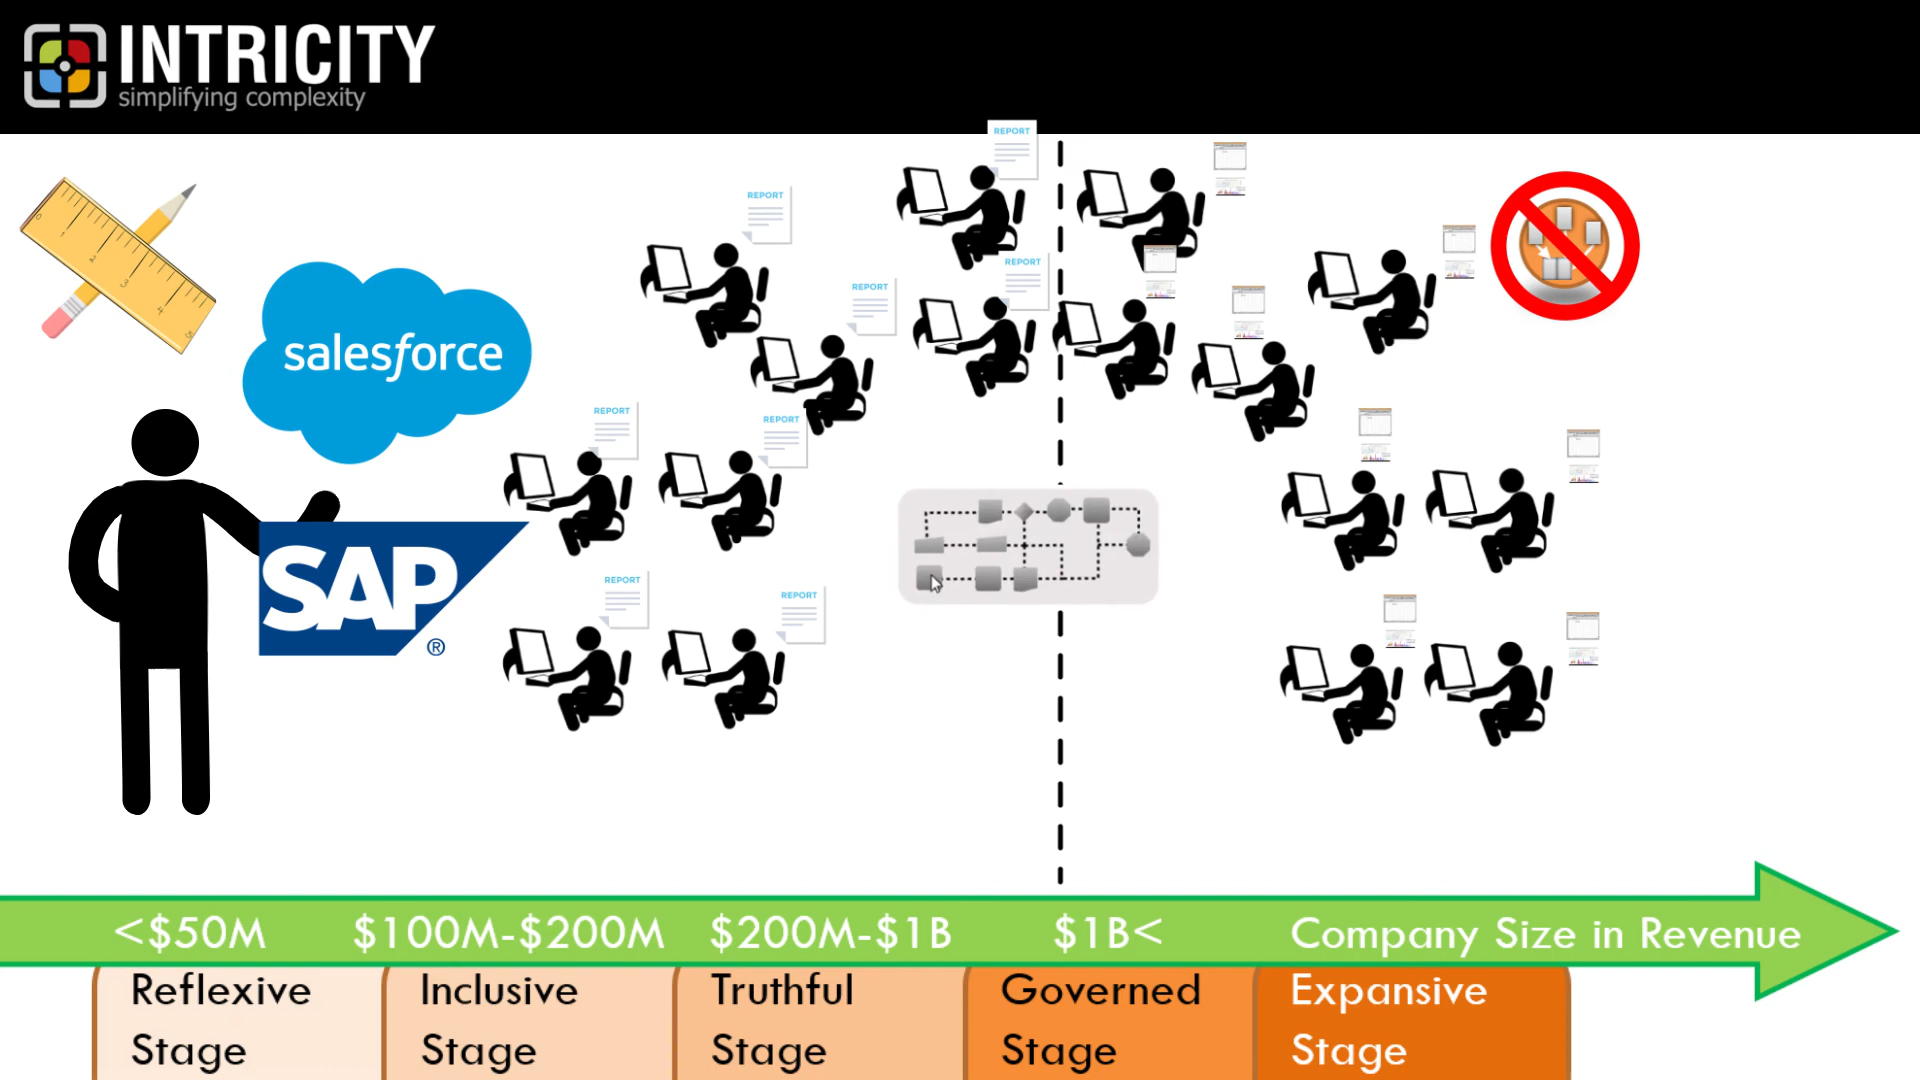 INTRICITY
simplifying complexity
REPORT
REPORT
REPORT
REPORT
salesforce
REPORT
REPORT
SAP
®
REPORT
REPORT
<$50M $100M-$200M $200M-$1B $1B< Company Size in Revenue
Reflexive Stage
Inclusive Stage
Truthful Stage
Governed Stage
Expansive Stage